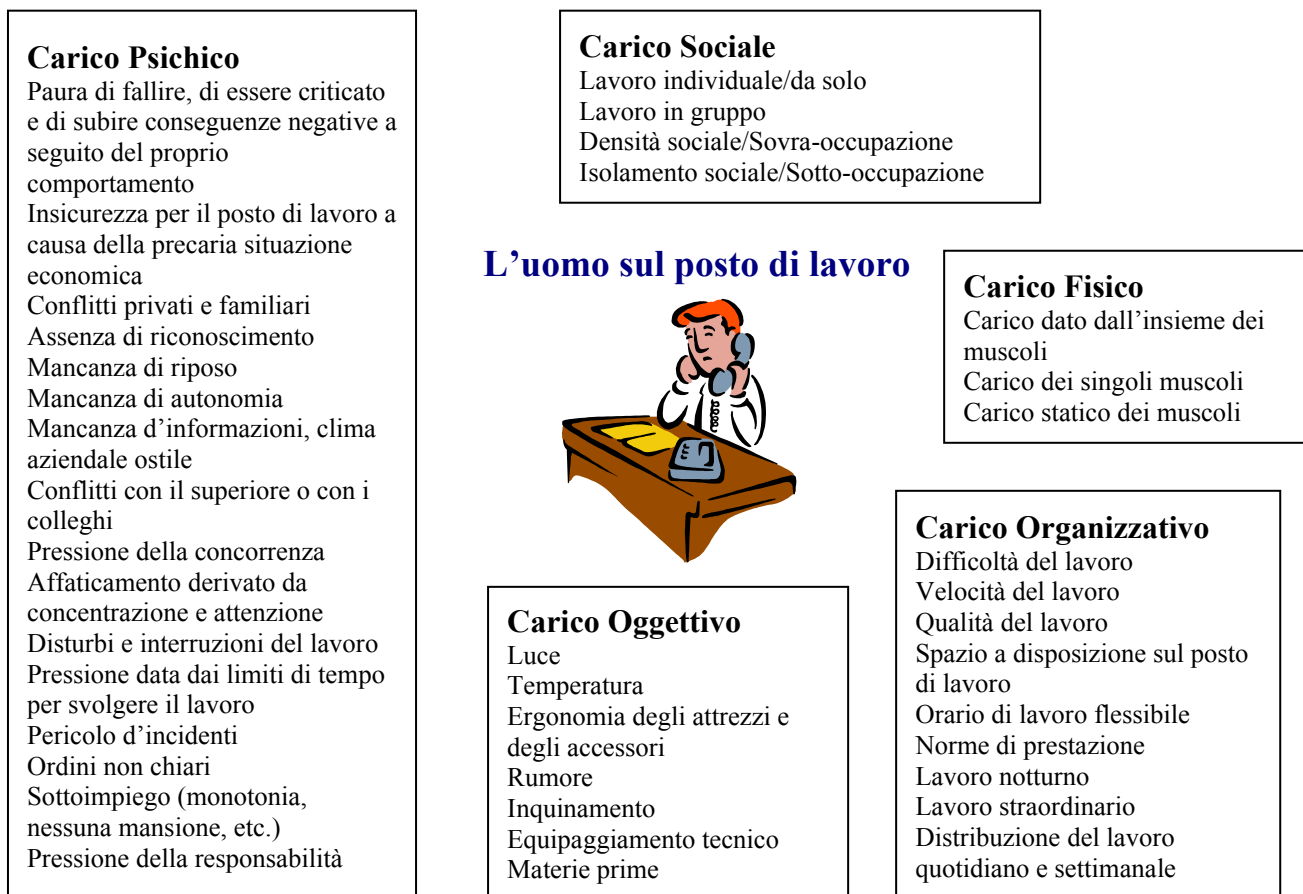 Carico Psichico
Paura di fallire, di essere criticato
e di subire conseguenze negative a
seguito del proprio
comportamento
Insicurezza per il posto di lavoro a
causa della precaria situazione
economica
Conflitti privati e familiari
Assenza di riconoscimento
Mancanza di riposo
Mancanza di autonomia
Mancanza d’informazioni, clima
aziendale ostile
Conflitti con il superiore o con i
colleghi
Pressione della concorrenza
Affaticamento derivato da
concentrazione e attenzione
Disturbi e interruzioni del lavoro
Pressione data dai limiti di tempo
per svolgere il lavoro
Pericolo d’incidenti
Ordini non chiari
Sottoimpiego (monotonia,
nessuna mansione, etc.)
Pressione della responsabilità
Carico Sociale
Lavoro individuale/da solo
Lavoro in gruppo
Densità sociale/Sovra-occupazione
Isolamento sociale/Sotto-occupazione
L’uomo sul posto di lavoro
Carico Fisico
Carico dato dall’insieme dei
muscoli
Carico dei singoli muscoli
Carico statico dei muscoli
Carico Oggettivo
Luce
Temperatura
Ergonomia degli attrezzi e
degli accessori
Rumore
Inquinamento
Equipaggiamento tecnico
Materie prime
Carico Organizzativo
Difficoltà del lavoro
Velocità del lavoro
Qualità del lavoro
Spazio a disposizione sul posto
di lavoro
Orario di lavoro flessibile
Norme di prestazione
Lavoro notturno
Lavoro straordinario
Distribuzione del lavoro
quotidiano e settimanale